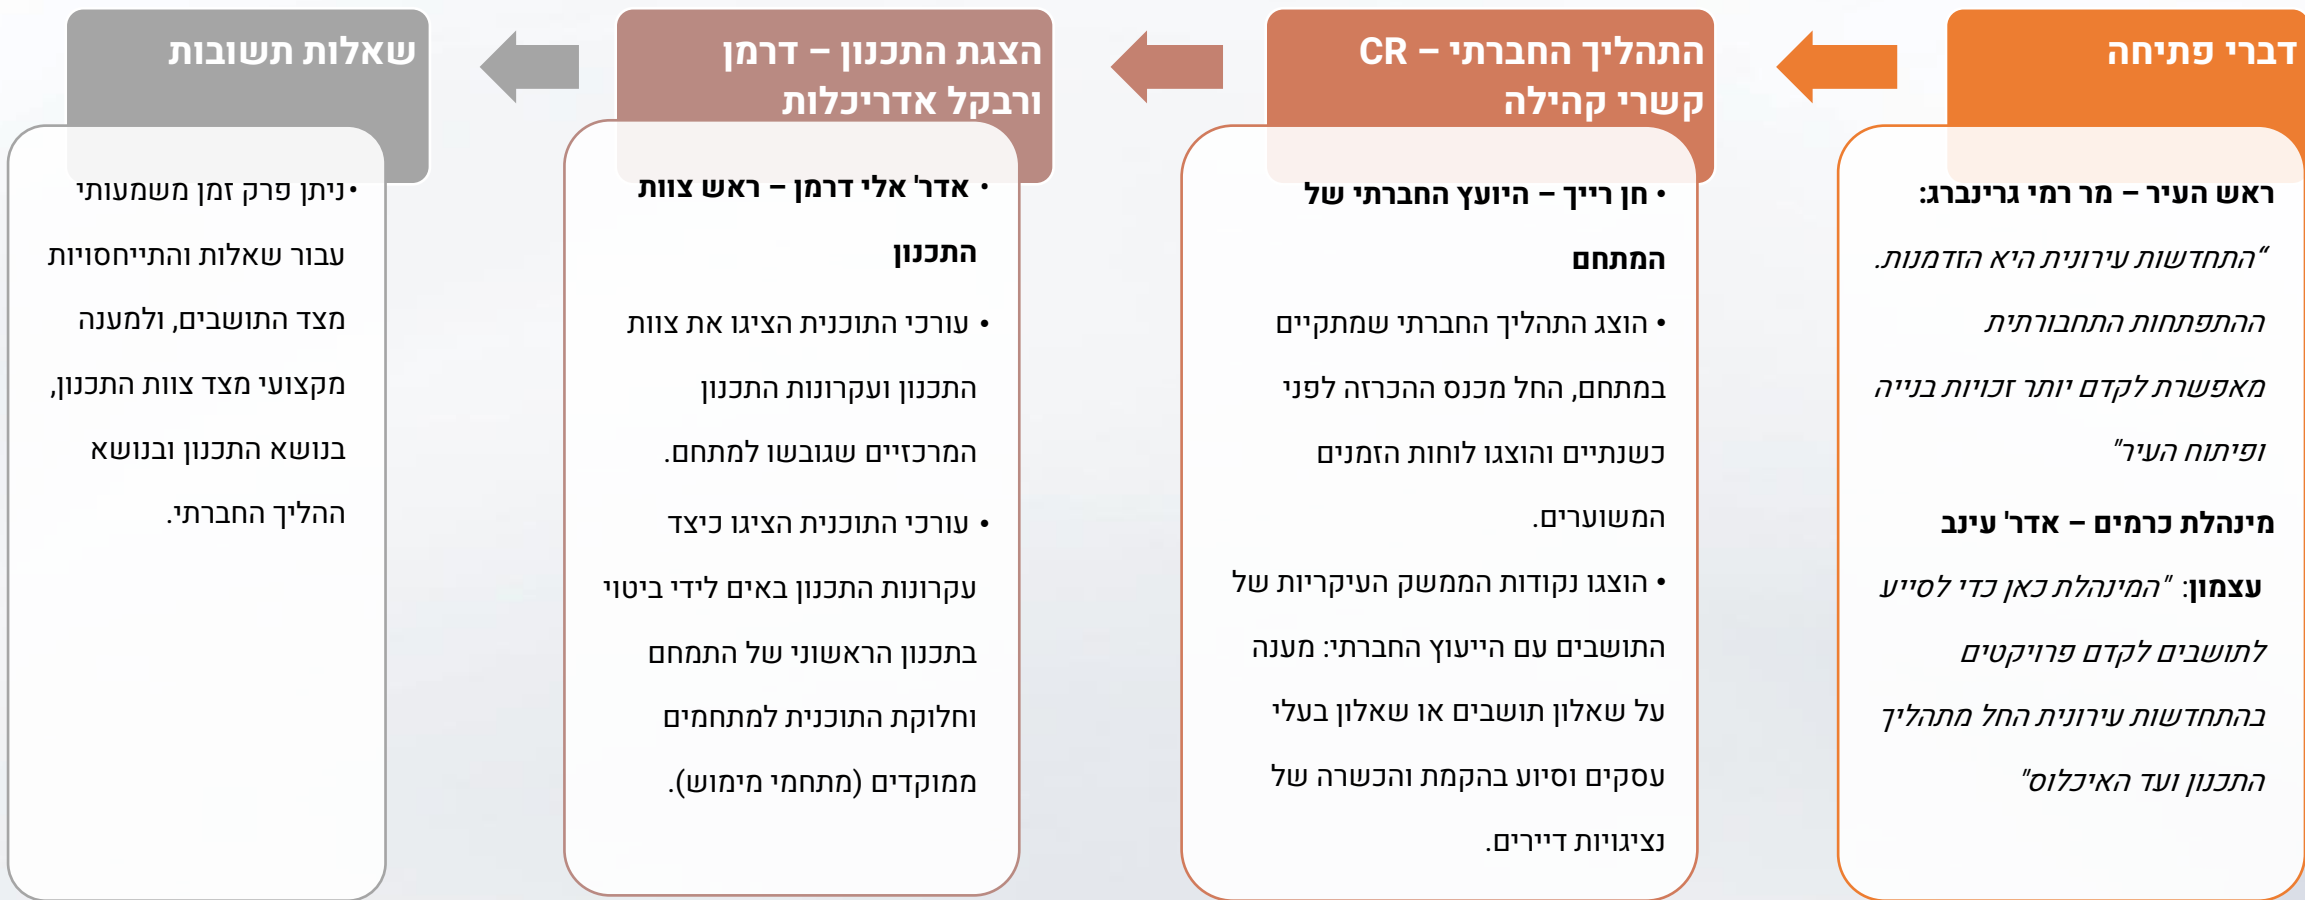 דברי פתיחה
ראש העיר – מר רמי גרינברג:
"התחדשות עירונית היא הזדמנות.
ההתפתחות התחבורתית
מאפשרת לקדם יותר זכויות בנייה
ופיתוח העיר"
מינהלת כרמים – אדר' עינב
עצמון: "המינהלת כאן כדי לסייע
לתושבים לקדם פרויקטים
בהתחדשות עירונית החל מתהליך
התכנון ועד האיכלוס"
התהליך החברתי – CR
קשרי קהילה
• חן רייך – היועץ החברתי של
המתחם
• הוצג התהליך החברתי שמתקיים
במתחם, החל מכנס ההכרזה לפני
כשנתיים והוצגו לוחות הזמנים
המשוערים.
• הוצגו נקודות הממשק העיקריות של
התושבים עם הייעוץ החברתי: מענה
על שאלון תושבים או שאלון בעלי
עסקים וסיוע בהקמת והכשרה של
נציגויות דיירים.
הצגת התכנון – דרמן
ורבקל אדריכלות
• אדר' אלי דרמן – ראש צוות
התכנון
• עורכי התוכנית הציגו את צוות
התכנון ועקרונות התכנון
המרכזיים שגובשו למתחם.
• עורכי התוכנית הציגו כיצד
עקרונות התכנון באים לידי ביטוי
בתכנון הראשוני של התמחם
וחלוקת התוכנית למתחמים
ממוקדים (מתחמי מימוש).
שאלות תשובות
• ניתן פרק זמן משמעותי
עבור שאלות והתייחסויות
מצד התושבים, ולמענה
מקצועי מצד צוות התכנון,
בנושא התכנון ובנושא
ההליך החברתי.